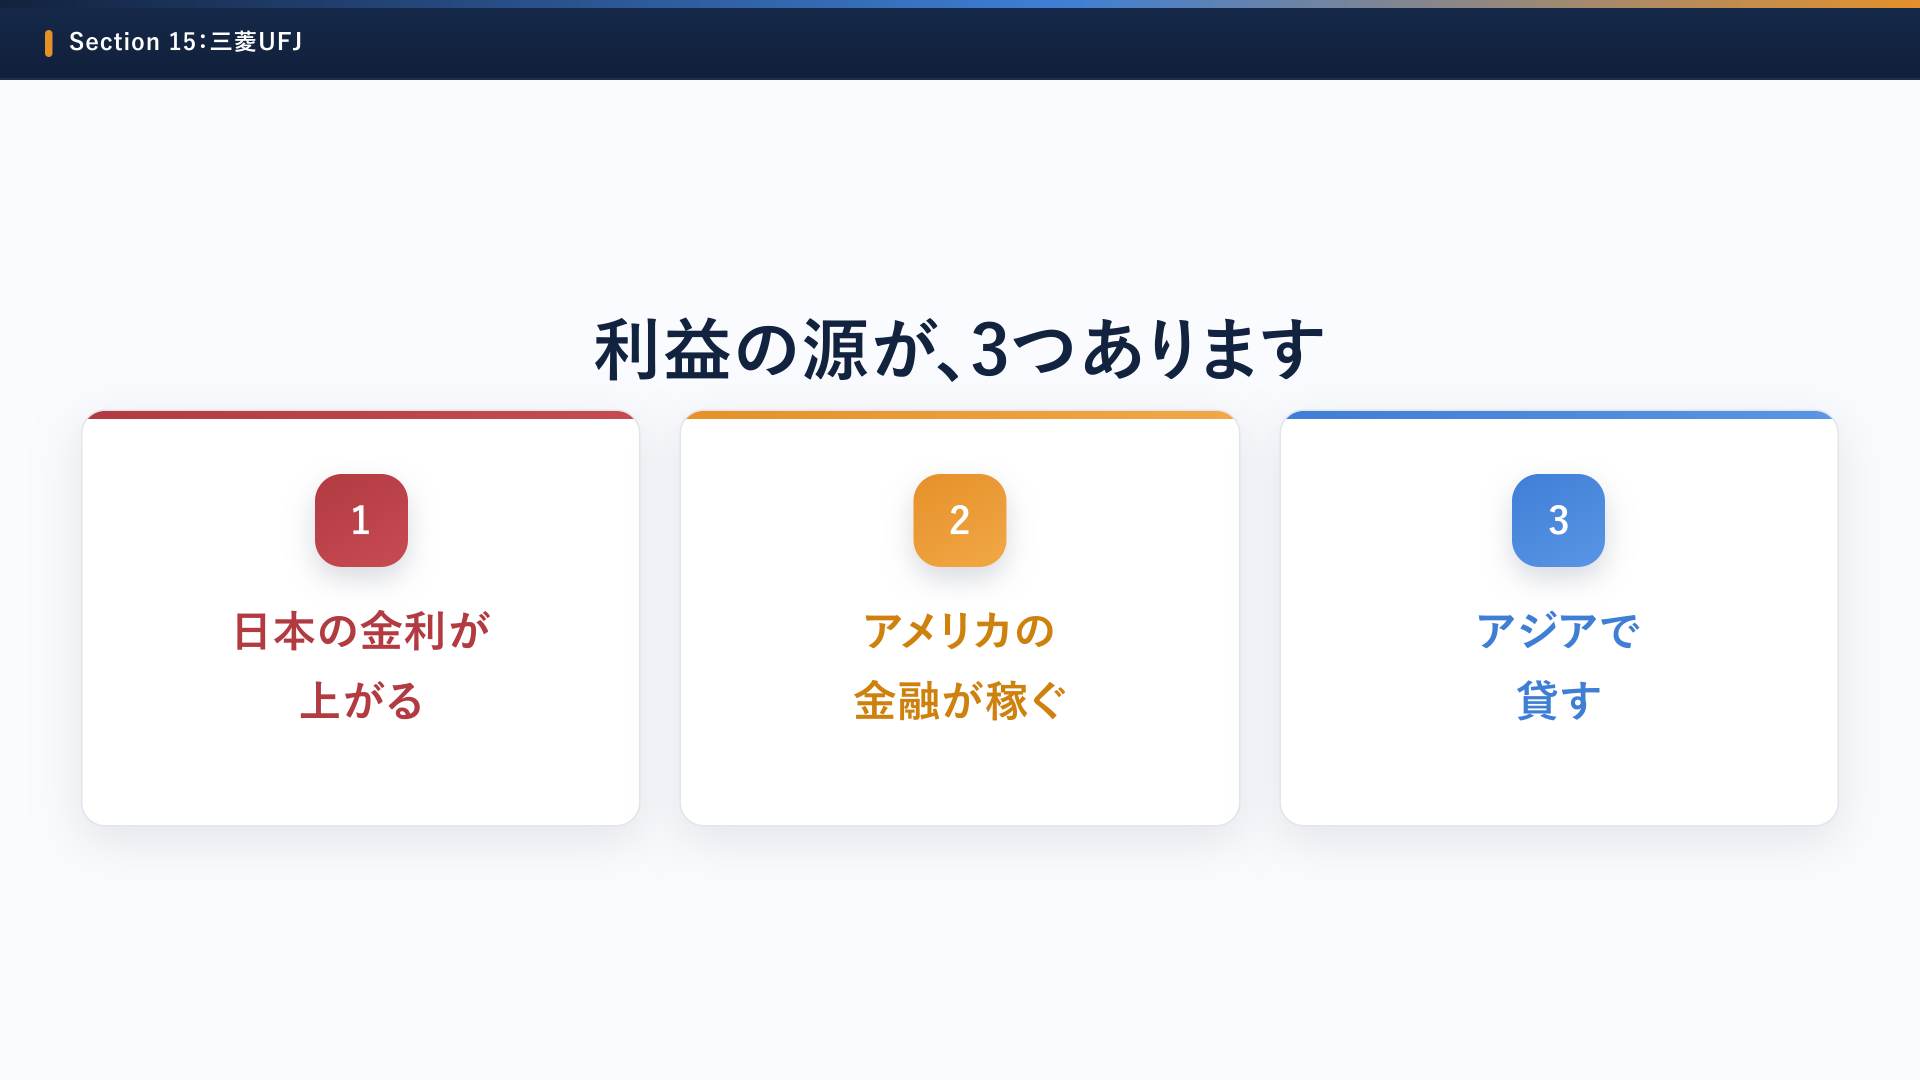 Section 15：三菱UFJ
利益の源が、3つあります
1
日本の金利が
上がる
2
アメリカの
金融が稼ぐ
3
アジアで
貸す